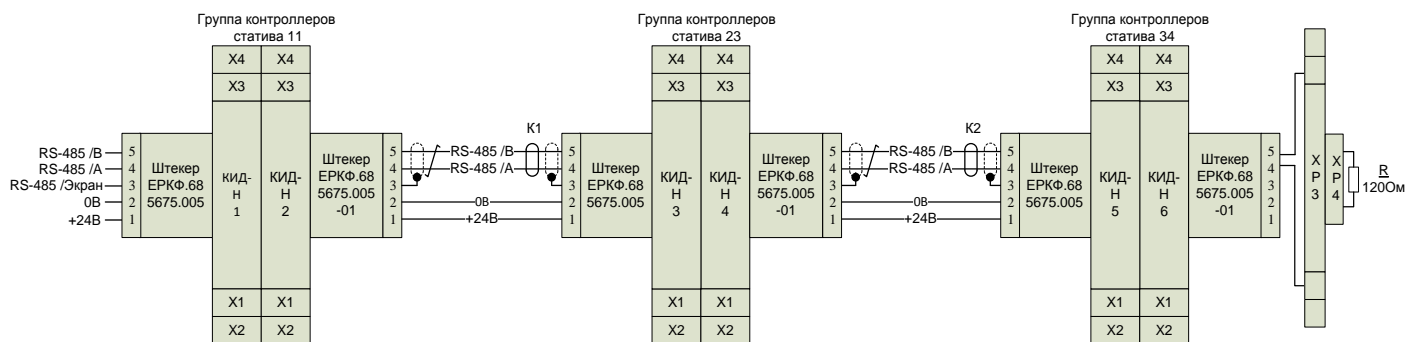 Группа контроллеров
статива 11
Группа контроллеров
статива 23
Группа контроллеров
статива 34
X4 X4
X3 X3
КИД-
Н
1
КИД-
Н
2
X1 X1
X2 X2
RS-485 /В
RS-485 /А
RS-485 /Экран
0В
+24В
5
4
3
2
1
Штекер
ЕРКФ.68
5675.005
Штекер
ЕРКФ.68
5675.005
-01
5
4
3
2
1
К1
RS-485 /В
RS-485 /А
0В
+24В
5
4
3
2
1
Штекер
ЕРКФ.68
5675.005
X4 X4
X3 X3
КИД-
Н
3
КИД-
Н
4
X1 X1
X2 X2
Штекер
ЕРКФ.68
5675.005
-01
5
4
3
2
1
К2
RS-485 /В
RS-485 /А
0В
+24В
5
4
3
2
1
Штекер
ЕРКФ.68
5675.005
X4 X4
X3 X3
КИД-
Н
5
КИД-
Н
6
X1 X1
X2 X2
Штекер
ЕРКФ.68
5675.005
-01
5
4
3
2
1
ХР3
ХР4
R
120Ом